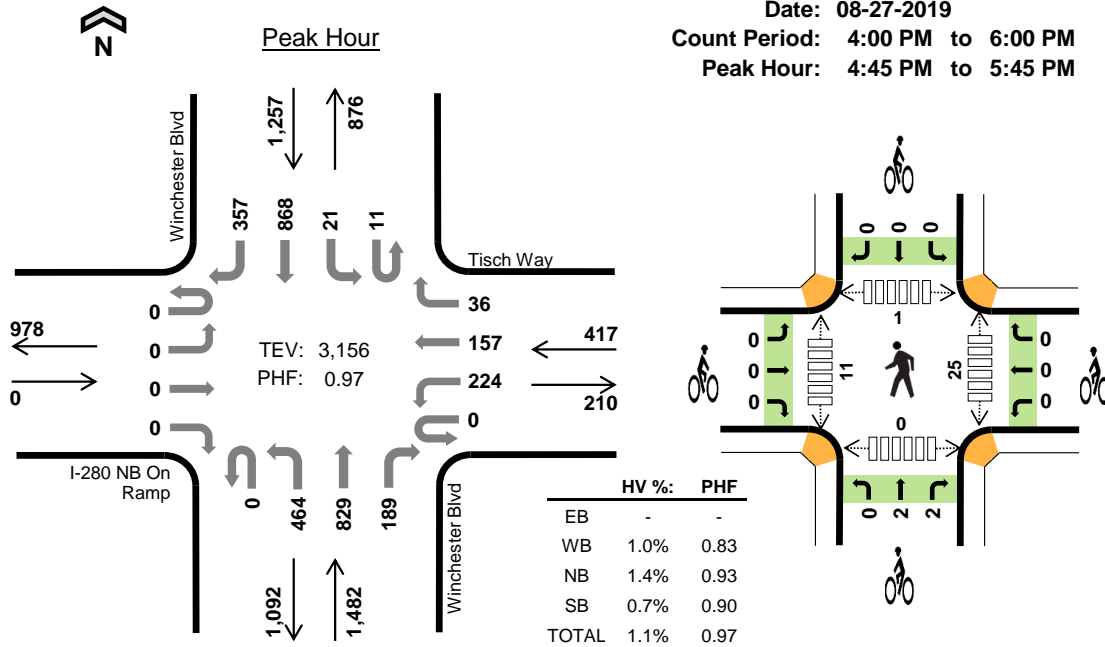 N
Peak Hour
Date: 08-27-2019
Count Period: 4:00 PM to 6:00 PM
Peak Hour: 4:45 PM to 5:45 PM
Winchester Blvd
1,257
876
357
868
21
11
Tisch Way
0
0
0
0
978
0
TEV: 3,156
PHF: 0.97
36
157
224
0
417
210
I-280 NB On
Ramp
0
464
829
189
1,092
1,482
Winchester Blvd
HV %: PHF
EB - -
WB 1.0% 0.83
NB 1.4% 0.93
SB 0.7% 0.90
TOTAL 1.1% 0.97
0 0 0
1
0
0
0
11
25
0
0
0
0
0 2 2